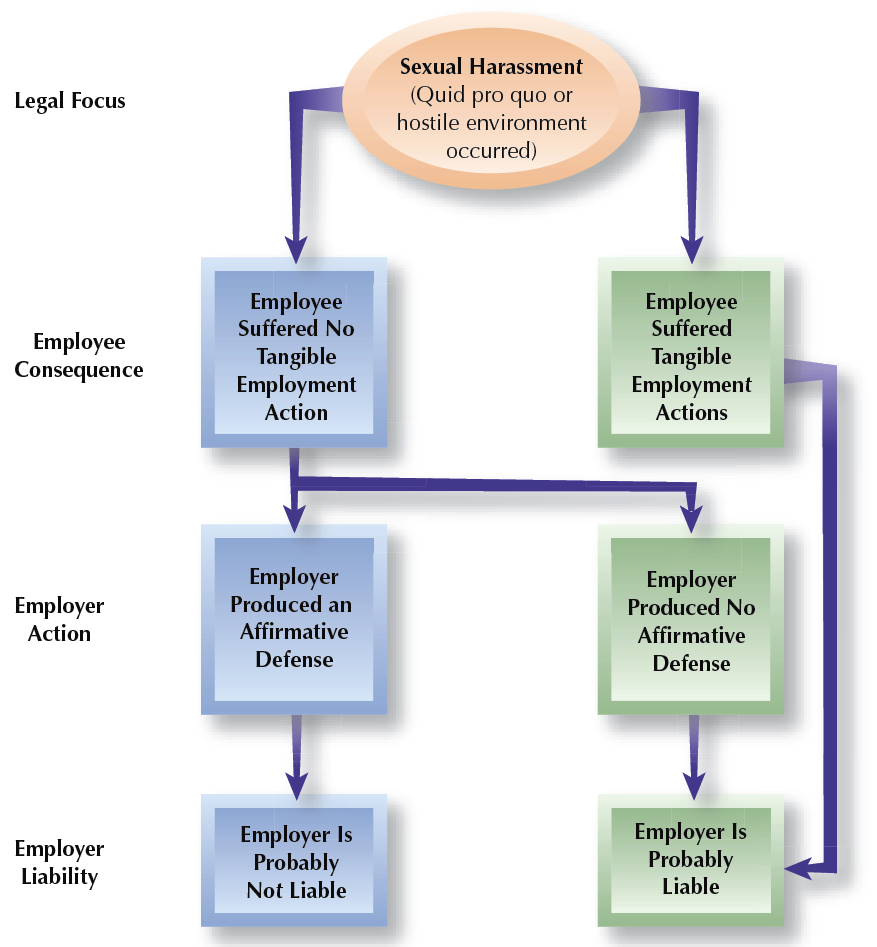 Legal Focus
Sexual Harassment
(Quid pro quo or
hostile environment
occurred)
Employee
Consequence
Employee
Suffered No
Tangible
Employment
Action
Employee
Suffered
Tangible
Employment
Actions
Employer
Action
Employer
Produced an
Affirmative
Defense
Employer
Produced No
Affirmative
Defense
Employer
Liability
Employer Is
Probably
Not Liable
Employer Is
Probably
Liable